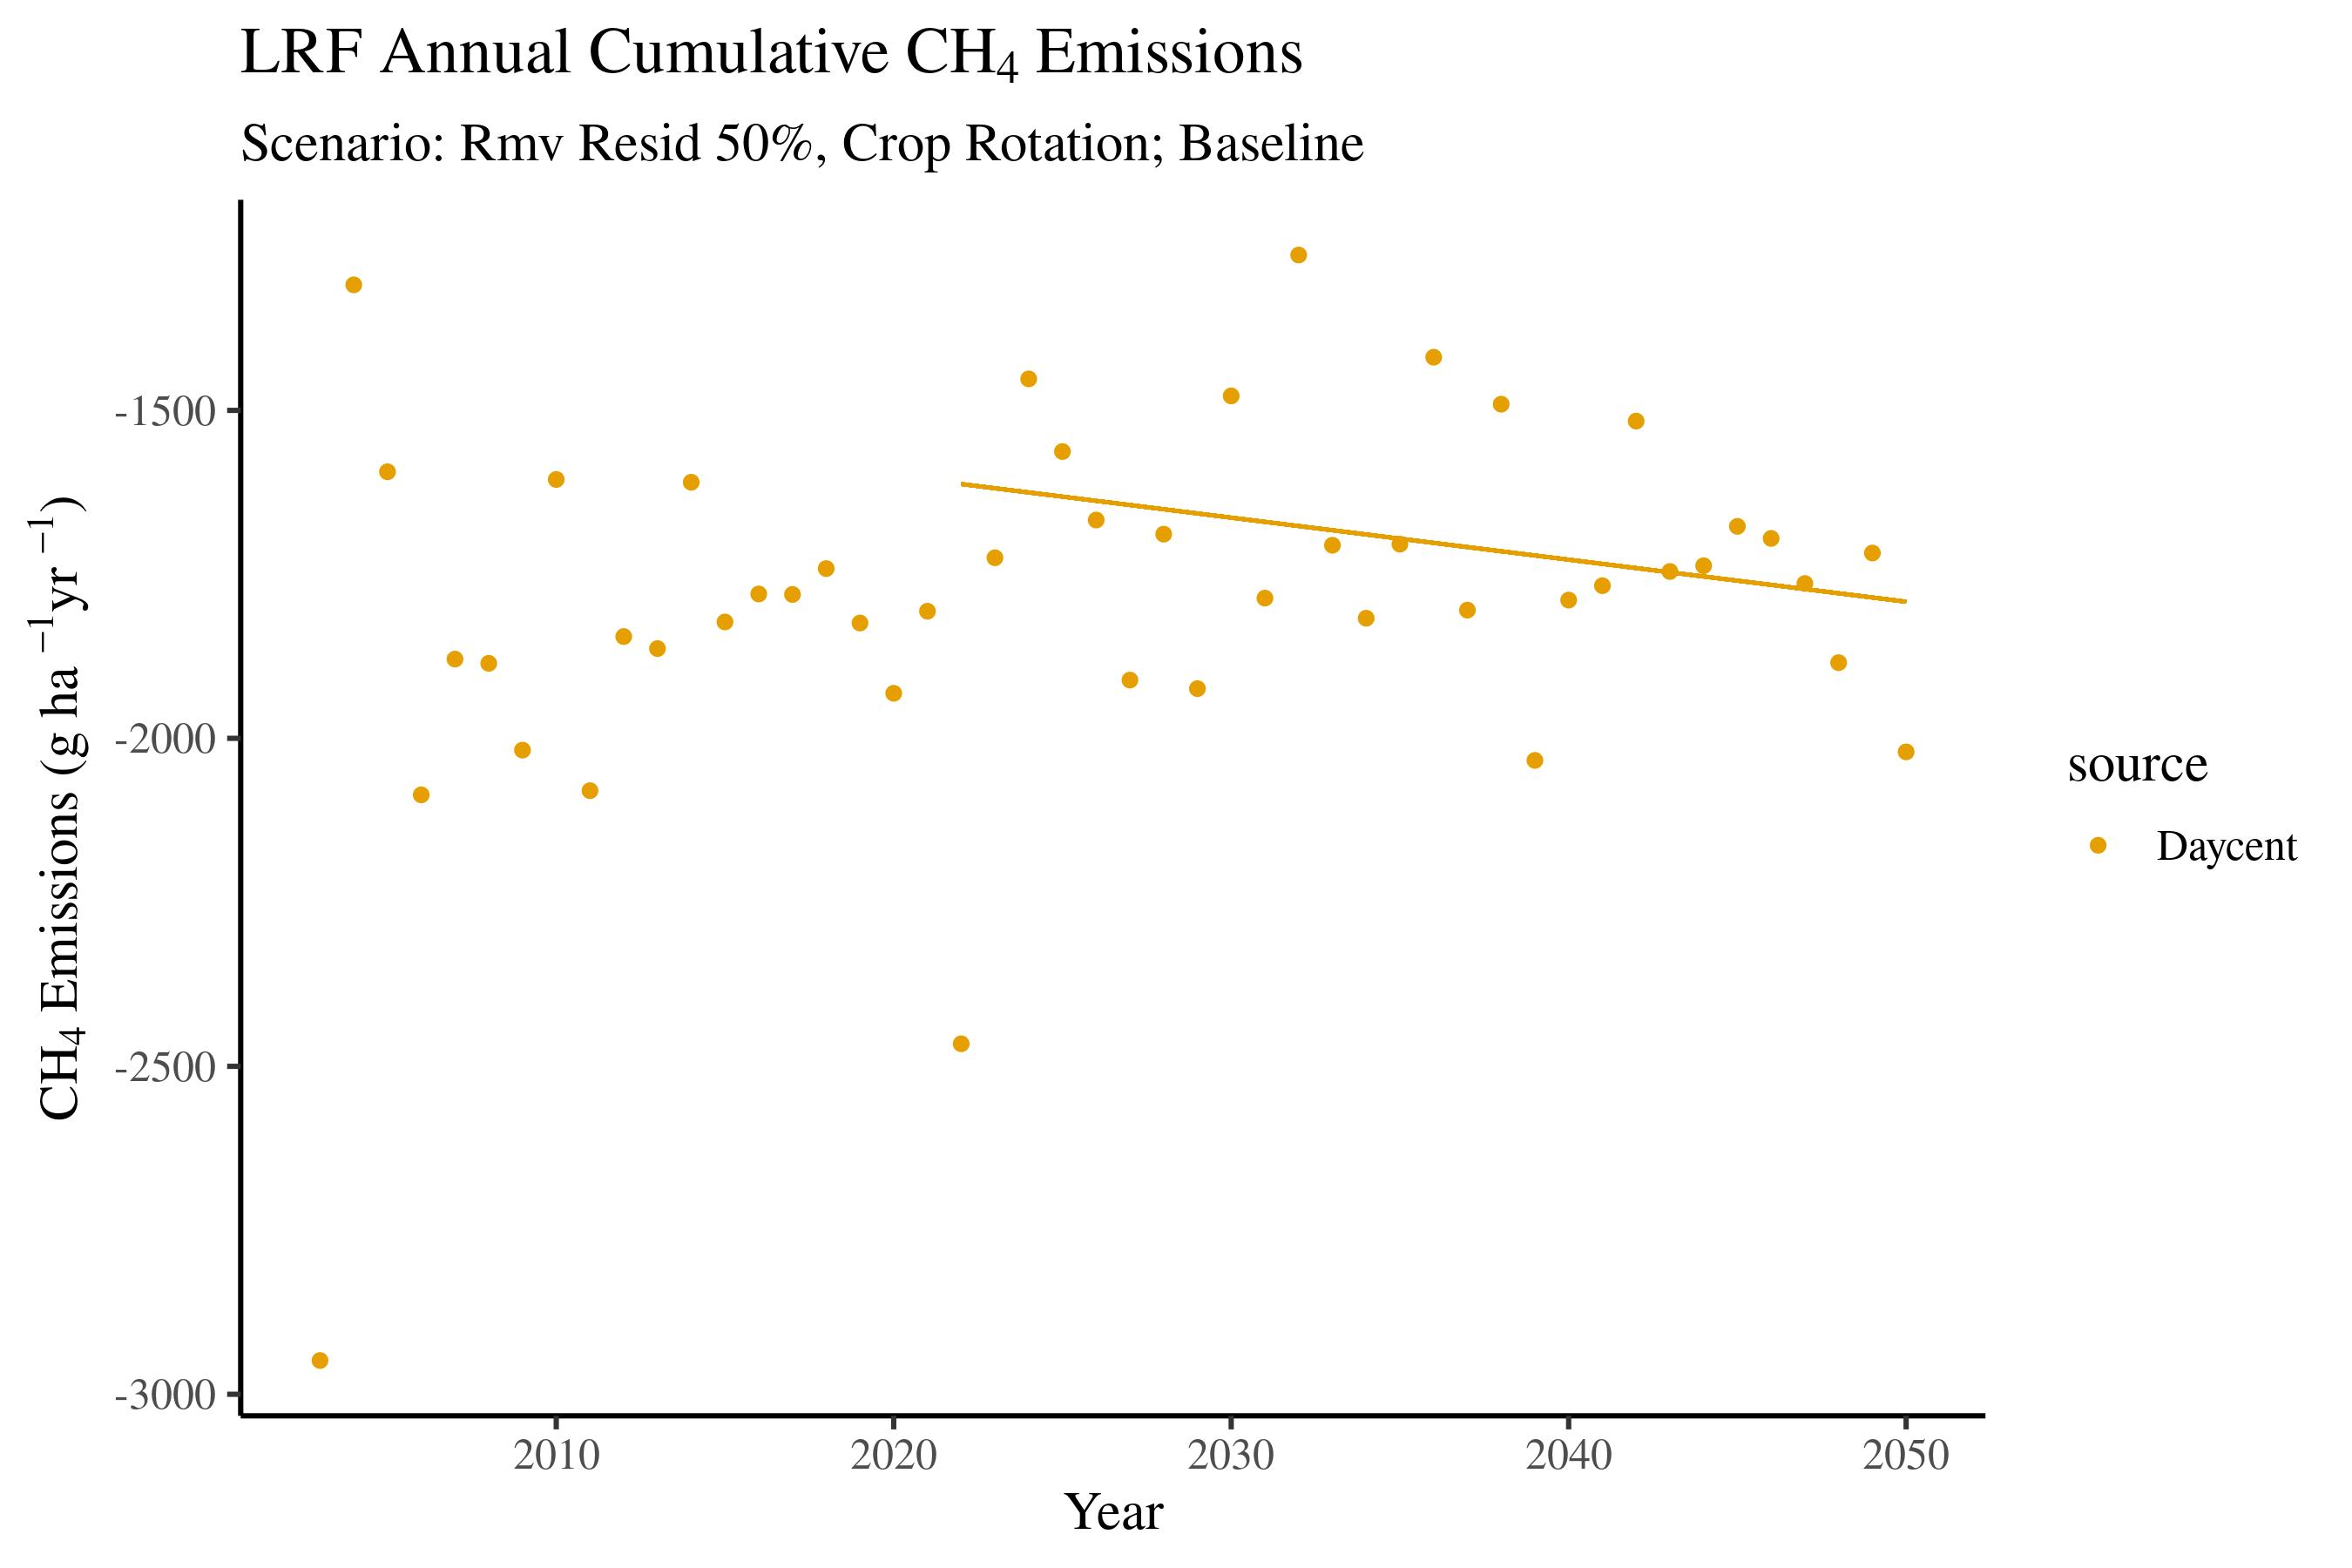 LRF Annual Cumulative CH₄ Emissions
Scenario: Rmv Resid 50%, Crop Rotation; Baseline
CH₄ Emissions (g ha ⁻¹yr ⁻¹)
-1500
-2000
-2500
-3000
2010 2020 2030 2040 2050
Year
source
Daycent